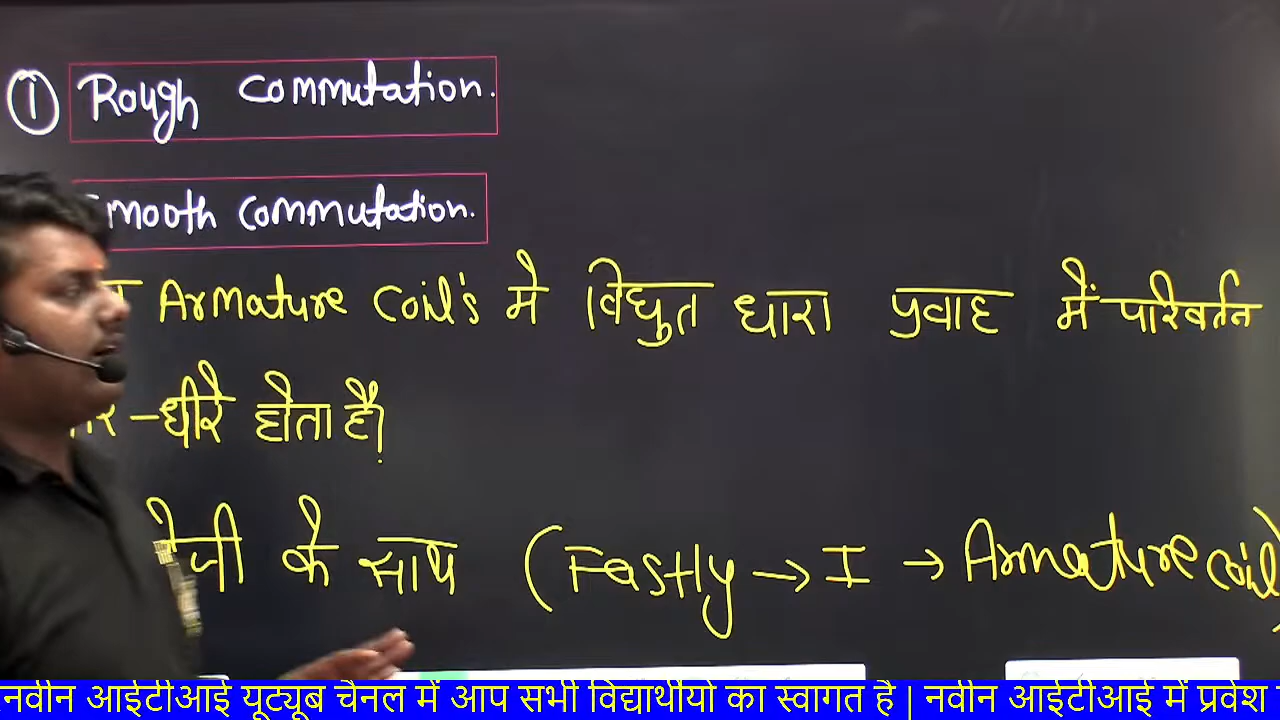 ① Rough Commutation.
mooth Commutation.
Armature Coil's मे विद्युत धारा प्रवाह में परिवर्तन
-धीरे होता है।
के साथ (Fastly → I → Armature coil)
नवीन आईटीआई यूट्यूब चैनल में आप सभी विद्यार्थीयो का स्वागत है | नवीन आईटीआई में प्रवेश